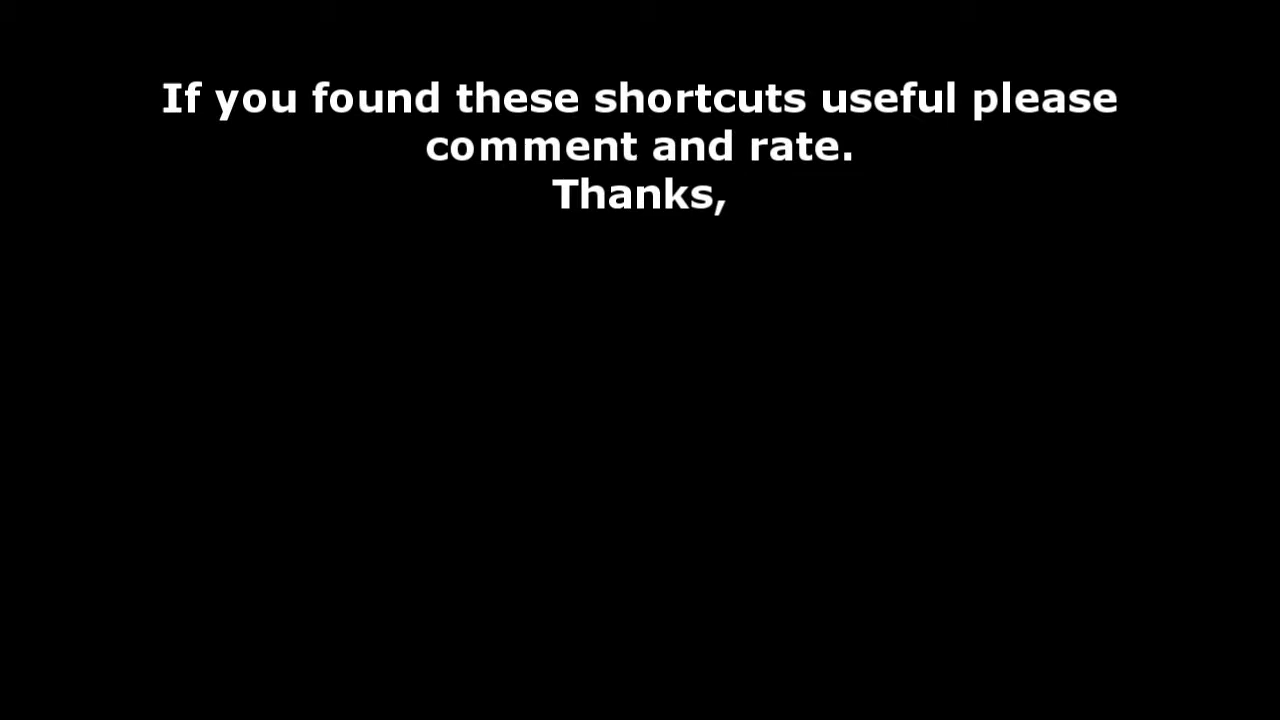 If you found these shortcuts useful please
comment and rate.
Thanks,